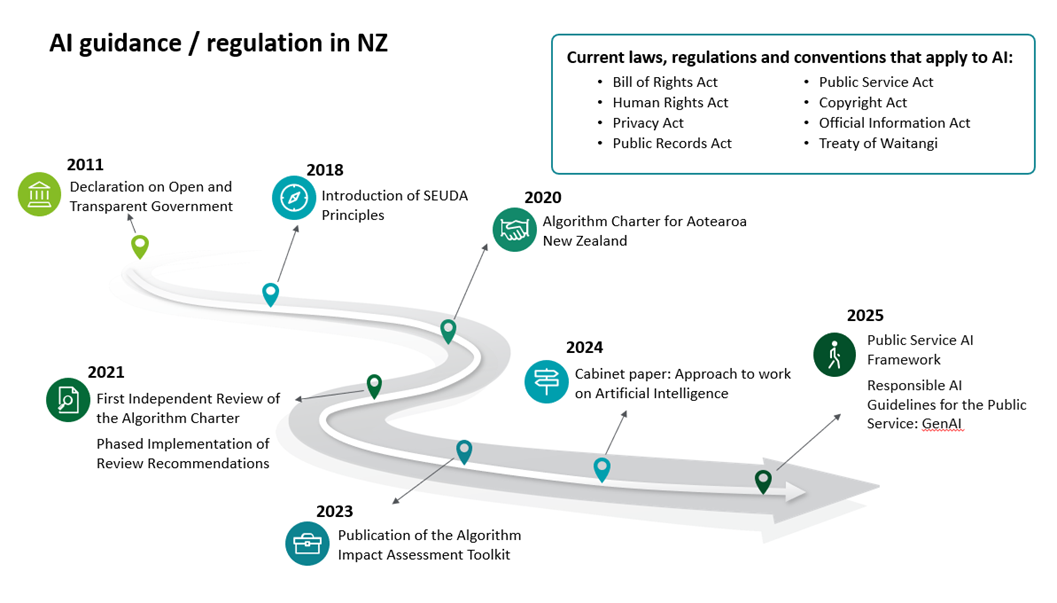 AI guidance / regulation in NZ
Current laws, regulations and conventions that apply to AI:
• Bill of Rights Act
• Human Rights Act
• Privacy Act
• Public Records Act
• Public Service Act
• Copyright Act
• Official Information Act
• Treaty of Waitangi
2011
Declaration on Open and
Transparent Government
2018
Introduction of SEUDA
Principles
2020
Algorithm Charter for Aotearoa
New Zealand
2021
First Independent Review of
the Algorithm Charter
Phased Implementation of
Review Recommendations
2023
Publication of the Algorithm
Impact Assessment Toolkit
2024
Cabinet paper: Approach to work
on Artificial Intelligence
2025
Public Service AI
Framework
Responsible AI
Guidelines for the Public
Service: GenAI